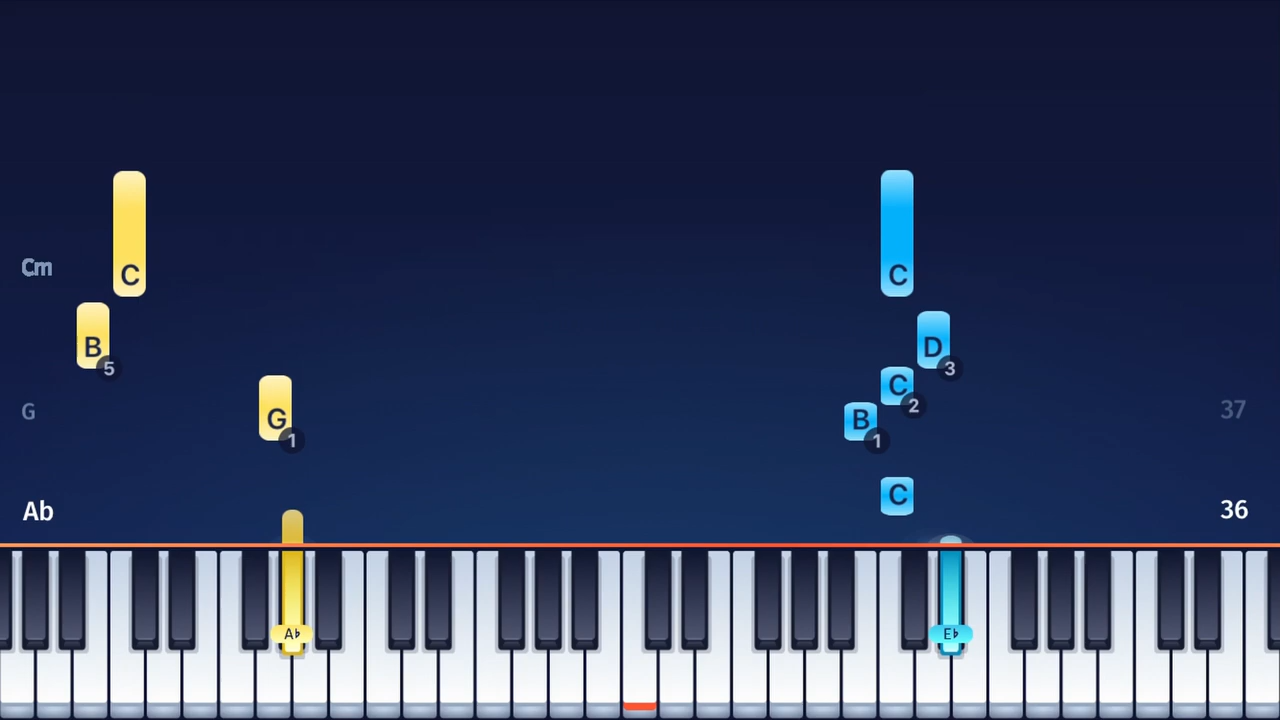 C C
Cm
B 5 D 3
C 2
G G 1 B 1 37
C
Ab 36
A♭ E♭